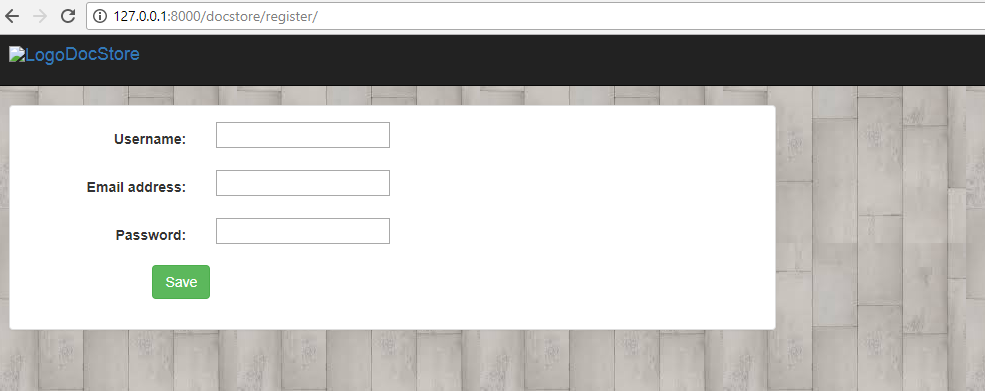 127.0.0.1:8000/docstore/register/
LogoDocStore
Username:
Email address:
Password:
Save